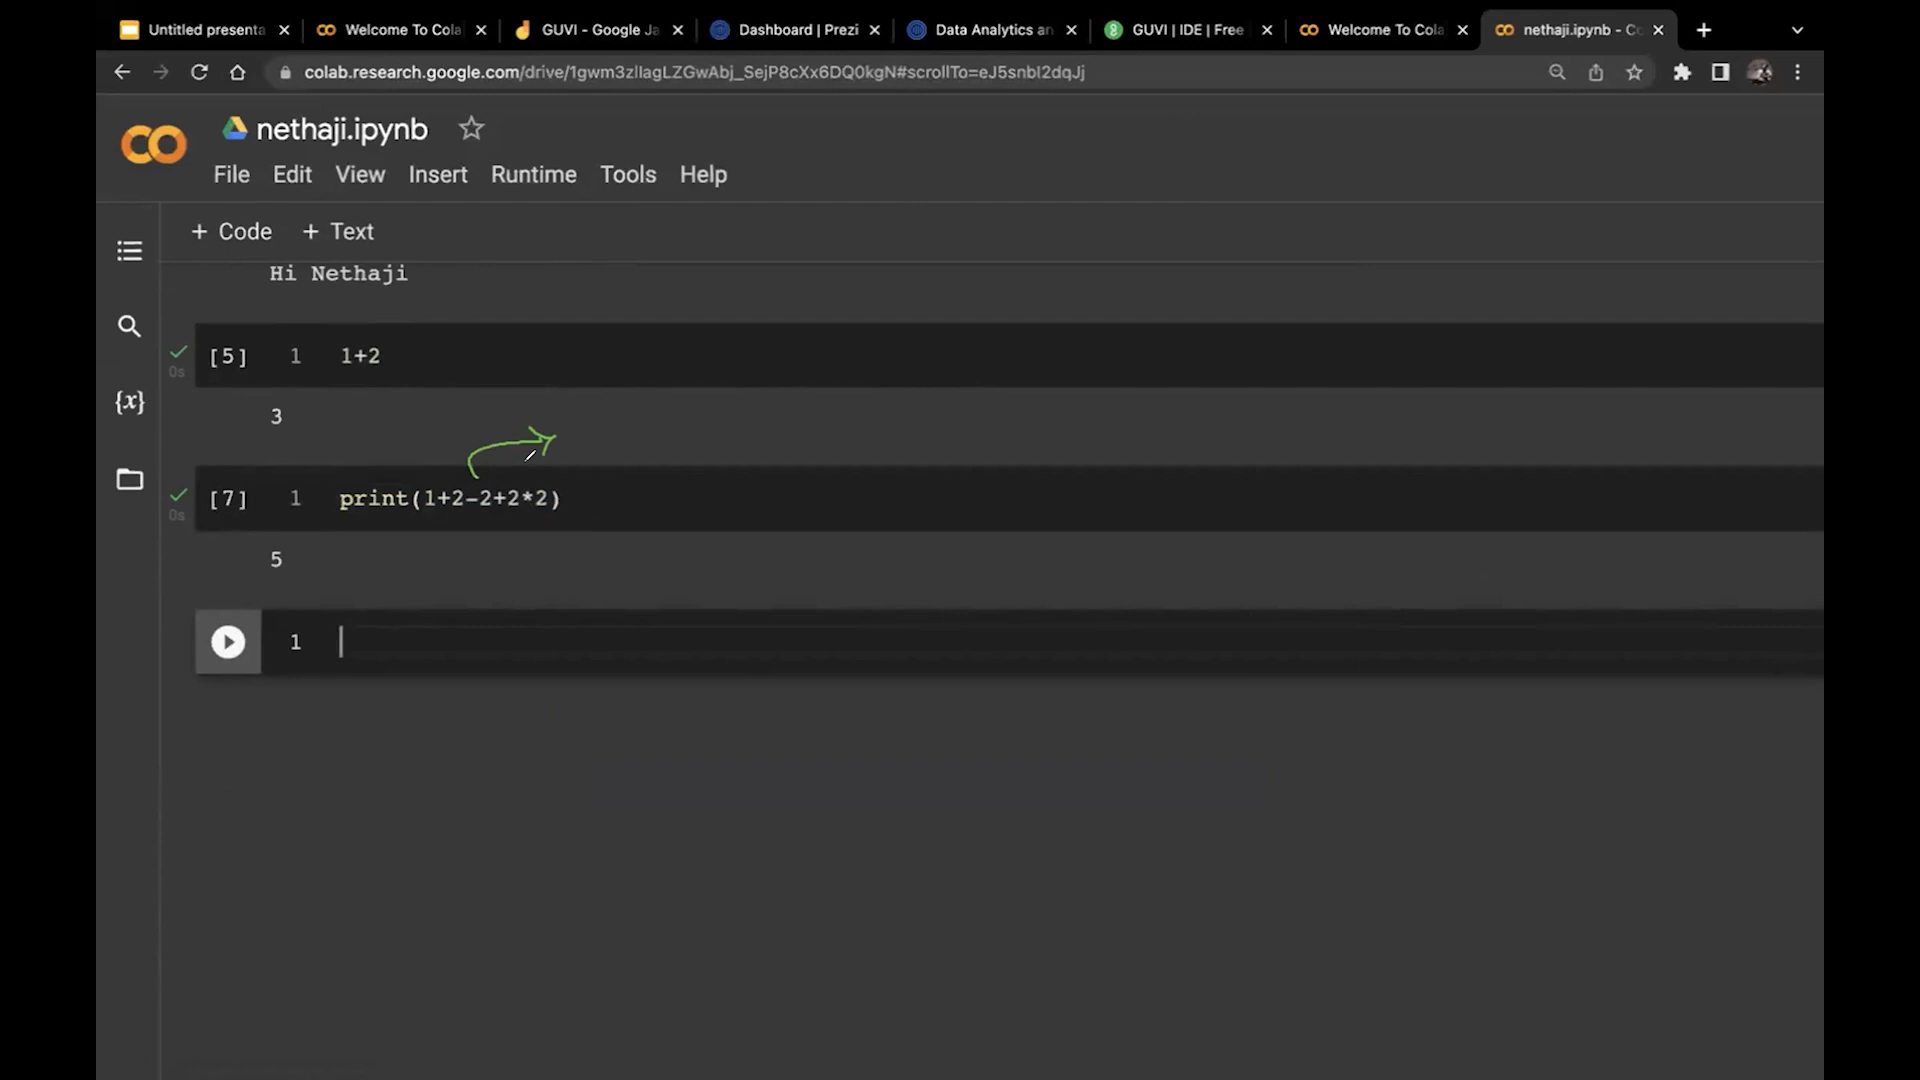 Untitled presenta
Welcome To Cola
GUVI - Google Ja
Dashboard | Prezi
Data Analytics an
GUVI | IDE | Free
Welcome To Cola
nethaji.ipynb - Co
colab.research.google.com/drive/1gwm3zlIagLZGwAbj_SejP8cXx6DQ0kgN#scrollTo=eJ5snbI2dqJj
CO
nethaji.ipynb
File Edit View Insert Runtime Tools Help
+ Code + Text
Hi Nethaji
[5] 1 1+2
0s
3
[7] 1 print(1+2-2+2*2)
0s
5
1
{x}